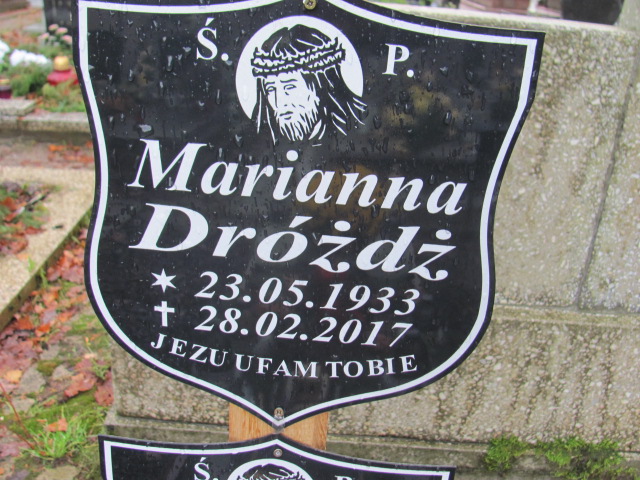 Ś. P.
Marianna
Dróżdż
23.05.1933
28.02.2017
JEZU UFAM TOBIE
Ś. P.